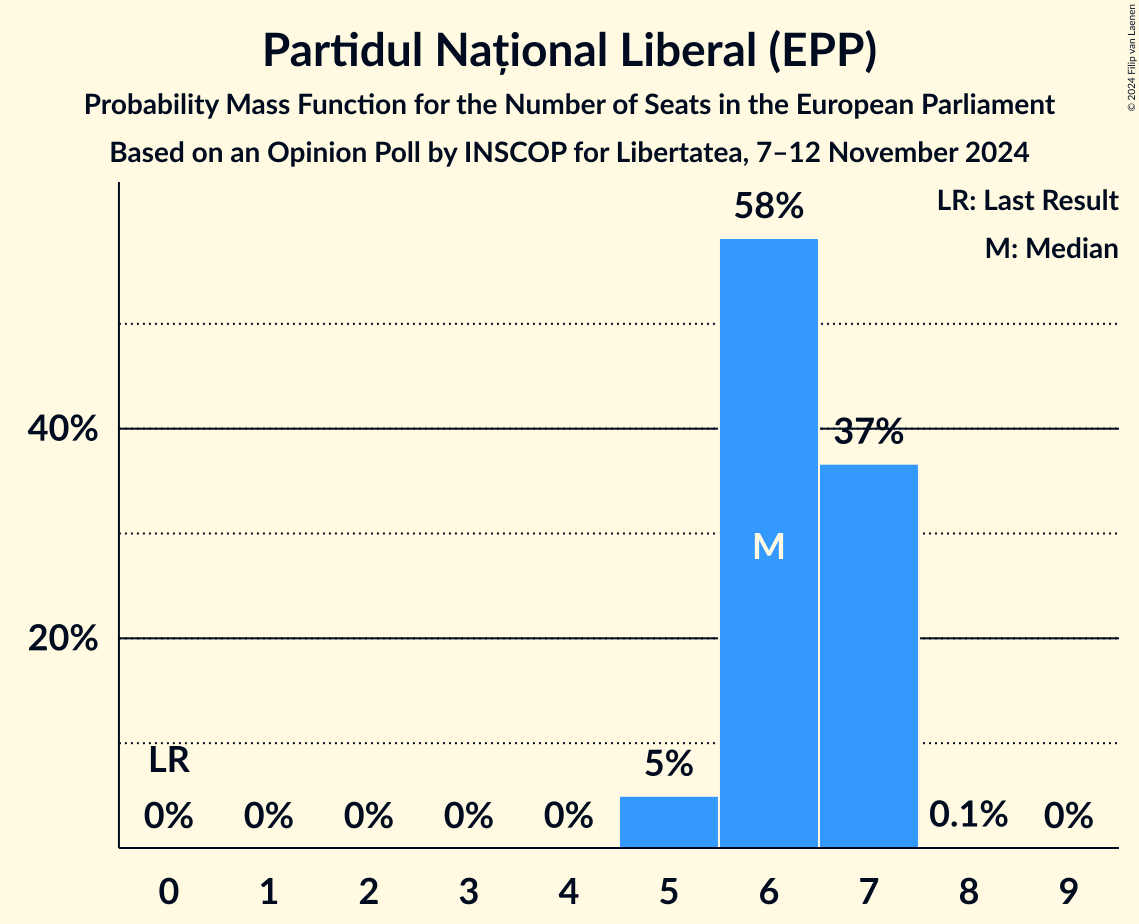 Partidul Național Liberal (EPP)
Probability Mass Function for the Number of Seats in the European Parliament
Based on an Opinion Poll by INSCOP for Libertatea, 7–12 November 2024
© 2024 Filip van Laenen
LR: Last Result
M: Median
58%
40%
37%
M
20%
LR
5%
0% 0% 0% 0% 0% 0.1% 0%
0 1 2 3 4 5 6 7 8 9